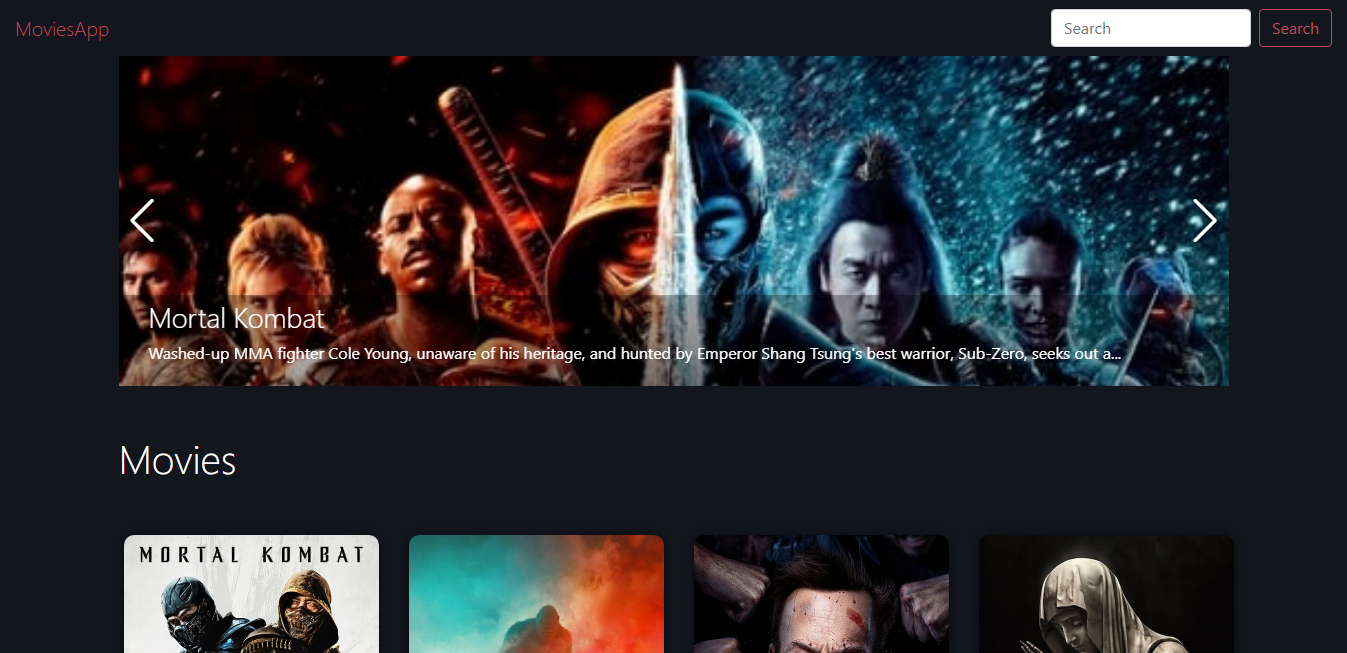 MoviesApp
Search
Search
Mortal Kombat
Washed-up MMA fighter Cole Young, unaware of his heritage, and hunted by Emperor Shang Tsung's best warrior, Sub-Zero, seeks out a...
Movies
MORTAL KOMBAT